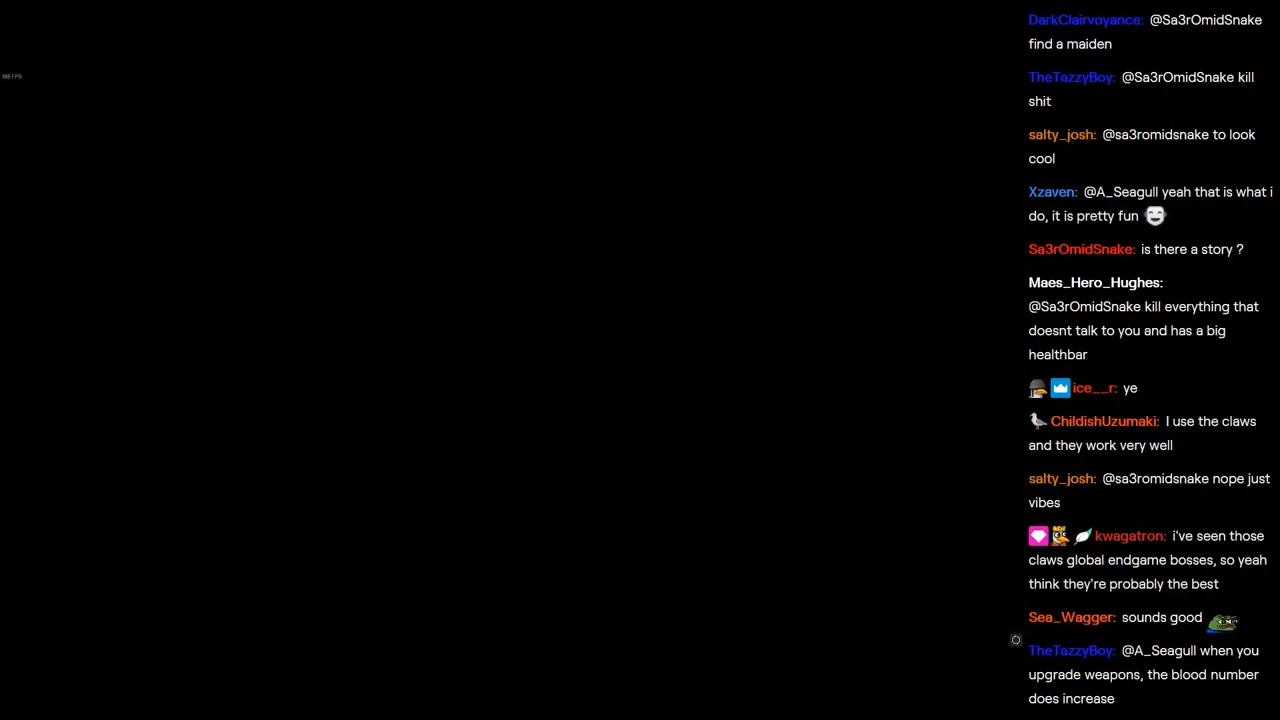 DarkClairvoyance: @Sa3rOmidSnake
find a maiden
168 FPS
TheTazzyBoy: @Sa3rOmidSnake kill
shit
salty_josh: @sa3romidsnake to look
cool
Xzaven: @A_Seagull yeah that is what i
do, it is pretty fun
Sa3rOmidSnake: is there a story ?
Maes_Hero_Hughes:
@Sa3rOmidSnake kill everything that
doesnt talk to you and has a big
healthbar
ice__r: ye
ChildishUzumaki: I use the claws
and they work very well
salty_josh: @sa3romidsnake nope just
vibes
kwagatron: i've seen those
claws global endgame bosses, so yeah
think they're probably the best
Sea_Wagger: sounds good
TheTazzyBoy: @A_Seagull when you
upgrade weapons, the blood number
does increase